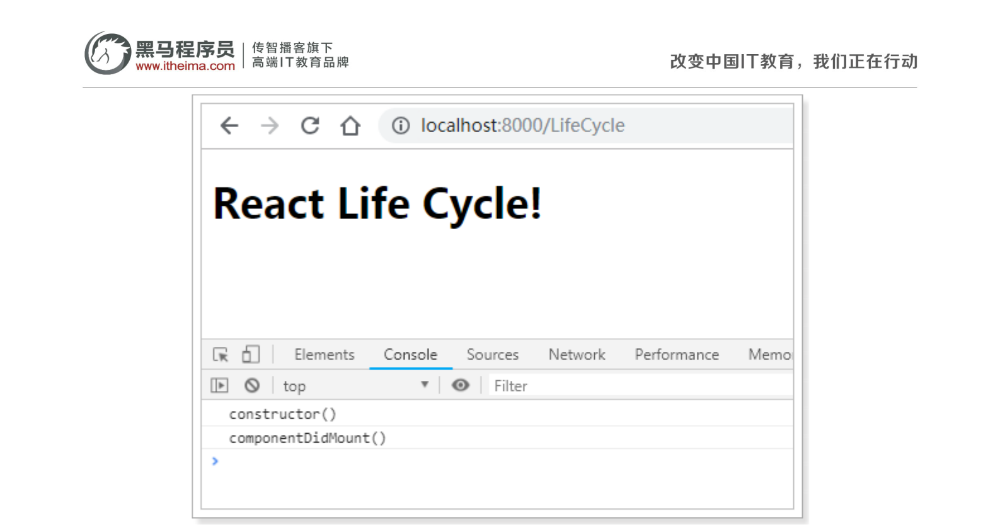 黑马程序员
www.itheima.com
传智播客旗下
高端IT教育品牌
改变中国IT教育，我们正在行动
localhost:8000/LifeCycle
React Life Cycle!
Elements Console Sources Network Performance Memo
top ▼ Filter
constructor()
componentDidMount()